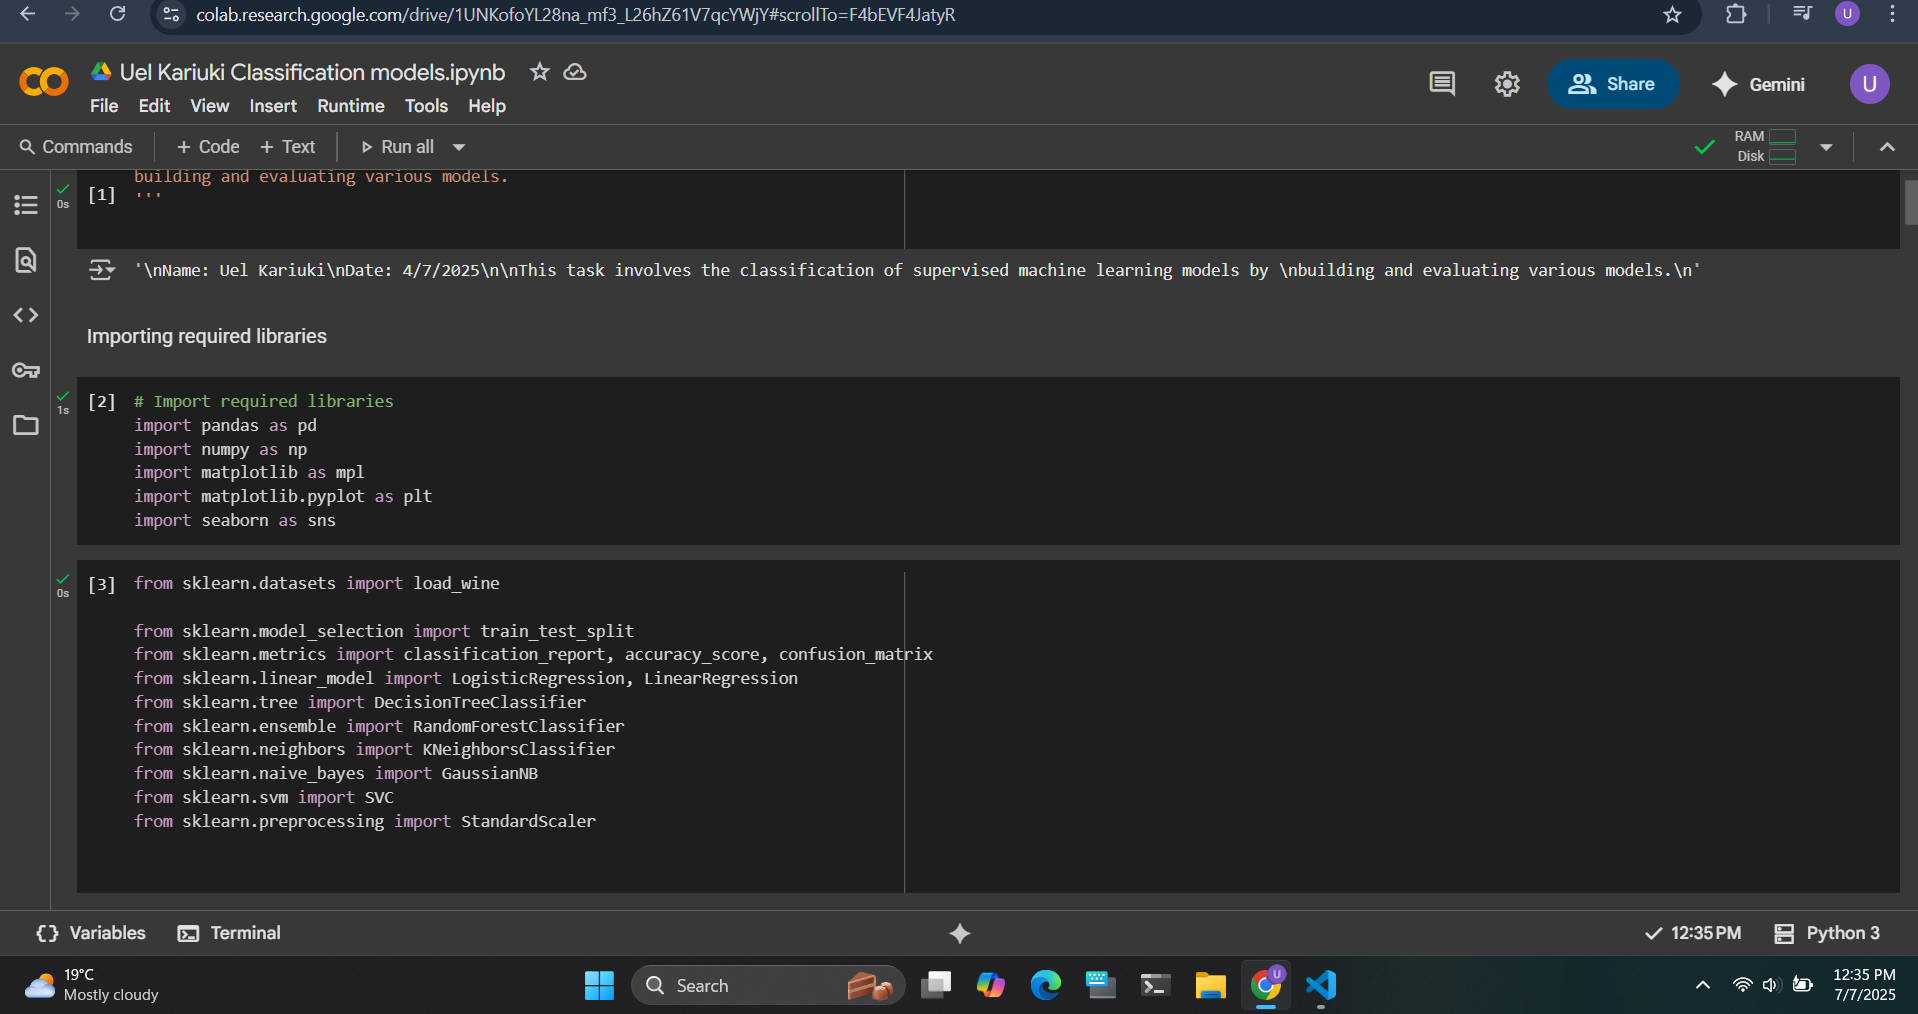 colab.research.google.com/drive/1UNKofoYL28na_mf3_L26hZ61V7qcYWjY#scrollTo=F4bEVF4JatyR
U
Uel Kariuki Classification models.ipynb
File Edit View Insert Runtime Tools Help
Share
Gemini
U
Commands + Code + Text Run all
RAM
Disk
building and evaluating various models.
[1] '''
0s
'\nName: Uel Kariuki\nDate: 4/7/2025\n\nThis task involves the classification of supervised machine learning models by \nbuilding and evaluating various models.\n'
Importing required libraries
[2] # Import required libraries
1s
import pandas as pd
import numpy as np
import matplotlib as mpl
import matplotlib.pyplot as plt
import seaborn as sns
[3] from sklearn.datasets import load_wine
0s
from sklearn.model_selection import train_test_split
from sklearn.metrics import classification_report, accuracy_score, confusion_matrix
from sklearn.linear_model import LogisticRegression, LinearRegression
from sklearn.tree import DecisionTreeClassifier
from sklearn.ensemble import RandomForestClassifier
from sklearn.neighbors import KNeighborsClassifier
from sklearn.naive_bayes import GaussianNB
from sklearn.svm import SVC
from sklearn.preprocessing import StandardScaler
{} Variables Terminal
12:35 PM Python 3
19°C
Mostly cloudy
Search
U
12:35 PM
7/7/2025